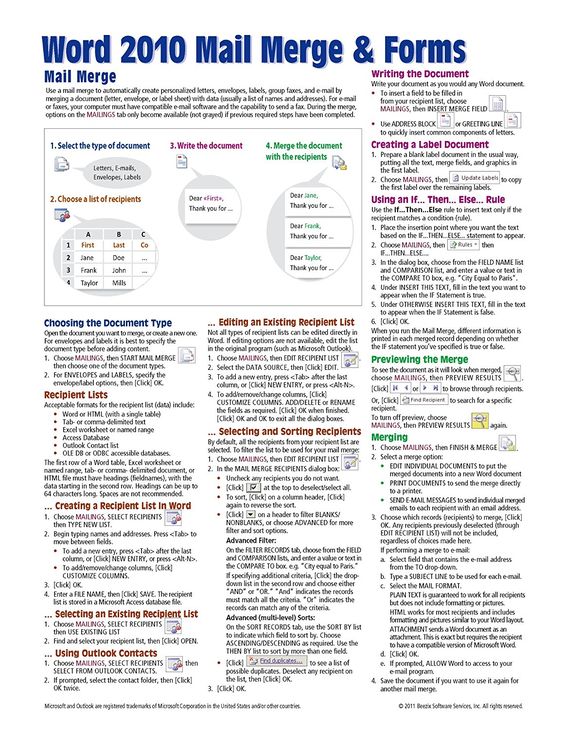 Word 2010 Mail Merge & Forms
Mail Merge
Use a mail merge to automatically create personalized letters, envelopes, labels, group faxes, and e-mail by
merging a document (letter, envelope, or label sheet) with data (usually a list of names and addresses). For e-mail
or faxes, your computer must have compatible e-mail software and the capability to send a fax. During the merge,
options on the MAILINGS tab only become available (not grayed) if previous required steps have been completed.
1. Select the type of document
Letters, E-mails,
Envelopes, Labels
2. Choose a list of recipients
A B C
1 First Last Co
2 Jane Doe ...
3 Frank John ...
4 Taylor Mills
3. Write the document
Dear «First»,
Thank you for ...
4. Merge the document
with the recipients
Dear Jane,
Thank you for ...
Dear Frank,
Thank you for ...
Dear Taylor,
Thank you for ...
Choosing the Document Type
Open the document you want to merge, or create a new one.
For envelopes and labels it is best to specify the
document type before adding content.
1. Choose MAILINGS, then START MAIL MERGE
then choose one of the document types.
2. For ENVELOPES and LABELS, specify the
envelope/label options, then [Click] OK.
Recipient Lists
Acceptable formats for the recipient list (data) include:
• Word or HTML (with a single table)
• Tab- or comma-delimited text
• Excel worksheet or named range
• Access Database
• Outlook Contact list
• OLE DB or ODBC accessible databases.
The first row of a Word table, Excel worksheet or
named range, tab- or comma- delimited document, or
HTML file must have headings (fieldnames), with the
data starting in the second row. Headings can be up to
64 characters long. Spaces are not recommended.
... Creating a Recipient List In Word
1. Choose MAILINGS, SELECT RECIPIENTS
then TYPE NEW LIST.
2. Begin typing names and addresses. Press <Tab> to
move between fields.
• To add a new entry, press <Tab> after the last
column, or [Click] NEW ENTRY, or press <Alt-N>.
• To add/remove/change columns, [Click]
CUSTOMIZE COLUMNS.
3. [Click] OK.
4. Enter a FILE NAME, then [Click] SAVE. The recipient
list is stored in a Microsoft Access database file.
... Selecting an Existing Recipient List
1. Choose MAILINGS, SELECT RECIPIENTS
then USE EXISTING LIST
2. Find and select your recipient list, then [Click] OPEN.
... Using Outlook Contacts
1. Choose MAILINGS, SELECT RECIPIENTS then
SELECT FROM OUTLOOK CONTACTS.
2. If prompted, select the contact folder, then [Click]
OK twice.
... Editing an Existing Recipient List
Not all types of recipient lists can be edited directly in
Word. If editing options are not available, edit the list
in the original program (such as Microsoft Outlook).
1. Choose MAILINGS, then EDIT RECIPIENT LIST
2. Select the DATA SOURCE, then [Click] EDIT.
3. To add a new entry, press <Tab> after the last
column, or [Click] NEW ENTRY, or press <Alt-N>.
4. To add/remove/change columns, [Click]
CUSTOMIZE COLUMNS. ADD/DELETE or RENAME
the fields as required. [Click] OK when finished.
[Click] OK and OK to exit all the dialog boxes.
... Selecting and Sorting Recipients
By default, all the recipients from your recipient list are
selected. To filter the list to be used for your mail merge:
1. Choose MAILINGS, then EDIT RECIPIENT LIST
2. In the MAIL MERGE RECIPIENTS dialog box:
• Uncheck any recipients you do not want.
• [Click] at the top to deselect/select all.
• To sort, [Click] on a column header, [Click]
again to reverse the sort.
• [Click] on a header to filter BLANKS/
NONBLANKS, or choose ADVANCED for more
filter and sort options.
Advanced Filter:
On the FILTER RECORDS tab, choose from the FIELD
and COMPARISON lists, and enter a value or text in
the COMPARE TO box, e.g. "City equal to Paris".
If specifying additional criteria, [Click] the drop-
down list in the second row and choose either
"AND" or "OR." "And" indicates the records
must match all the criteria. "Or" indicates the
records can match any of the criteria.
Advanced (multi-level) Sorts:
On the SORT RECORDS tab, use the SORT BY list
to indicate which field to sort by. Choose
ASCENDING/DESCENDING as required. Use the
THEN BY list to sort by more than one field.
• [Click] Find duplicates... to see a list of
possible duplicates. Deselect any recipient on
the list, then [Click] OK.
3. [Click] OK.
Writing the Document
Write your document as you would any Word document.
• To insert a field to be filled in
from your recipient list, choose
MAILINGS, then INSERT MERGE FIELD
• Use ADDRESS BLOCK or GREETING LINE
to quickly insert common components of letters.
Creating a Label Document
1. Prepare a blank label document in the usual way,
putting all the text, merge fields, and graphics in
the first label.
2. Choose MAILINGS, then Update Labels to copy
the first label over the remaining labels.
Using an If... Then... Else... Rule
Use the If...Then...Else rule to insert text only if the
recipient matches a condition (rule).
1. Place the insertion point where you want the text
based on the IF...THEN...ELSE... statement to appear.
2. Choose MAILINGS, then Rules then
IF...THEN...ELSE....
3. In the dialog box, choose from the FIELD NAME list
and COMPARISON list, and enter a value or text in
the COMPARE TO box, e.g. "City Equal to Paris".
4. Under INSERT THIS TEXT, fill in the text you want to
appear when the IF Statement is True.
5. Under OTHERWISE INSERT THIS TEXT, fill in the text
to appear when the IF Statement is False.
6. [Click] OK.
When you run the Mail Merge, different information is
printed in each merged record depending on whether
the IF statement you've specified is true or false.
Previewing the Merge
To see the document as it will look when merged,
choose MAILINGS, then PREVIEW RESULTS
[Click] or to browse through recipients.
Or, [Click] Find Recipient to search for a specific
recipient.
To turn off preview, choose
MAILINGS, then PREVIEW RESULTS again.
Merging
1. Choose MAILINGS, then FINISH & MERGE
2. Select a merge option:
• EDIT INDIVIDUAL DOCUMENTS to put the
merged documents into a new Word document
• PRINT DOCUMENTS to send the merge directly
to a printer.
• SEND E-MAIL MESSAGES to send individual merged
emails to each recipient with an email address.
3. Choose which records (recipients) to merge, [Click]
OK. Any recipients previously deselected (through
EDIT RECIPIENT LIST) will not be included,
regardless of choices made here.
If performing a merge to e-mail:
a. Select field that contains the e-mail address
from the TO drop-down.
b. Type a SUBJECT LINE to be used for each e-mail.
c. Select the MAIL FORMAT.
PLAIN TEXT is guaranteed to work for all recipients
but does not include formatting or pictures.
HTML works for most recipients and includes
formatting and pictures similar to your Word layout.
ATTACHMENT sends a Word document as an
attachment. This is exact but requires the recipient
to have a compatible version of Microsoft Word.
d. [Click] OK.
e. If prompted, ALLOW Word to access to your
e-mail program.
4. Save the document if you want to use it again for
another mail merge.
Microsoft and Outlook are registered trademarks of Microsoft Corporation in the United States and/or other countries.
© 2011 Beezix Software Services, Inc. All rights reserved.